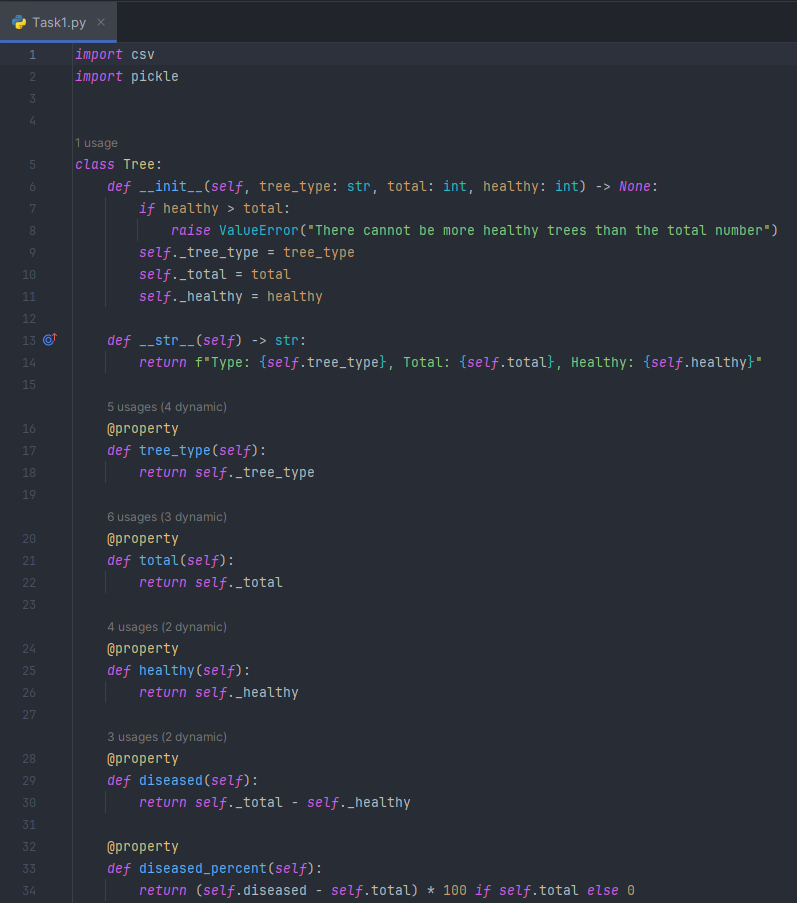 Task1.py
1 import csv
2 import pickle
3
4
1 usage
5 class Tree:
6     def __init__(self, tree_type: str, total: int, healthy: int) -> None:
7         if healthy > total:
8             raise ValueError("There cannot be more healthy trees than the total number")
9         self._tree_type = tree_type
10         self._total = total
11         self._healthy = healthy
12
13     def __str__(self) -> str:
14         return f"Type: {self.tree_type}, Total: {self.total}, Healthy: {self.healthy}"
15
5 usages (4 dynamic)
16     @property
17     def tree_type(self):
18         return self._tree_type
19
6 usages (3 dynamic)
20     @property
21     def total(self):
22         return self._total
23
4 usages (2 dynamic)
24     @property
25     def healthy(self):
26         return self._healthy
27
3 usages (2 dynamic)
28     @property
29     def diseased(self):
30         return self._total - self._healthy
31
32     @property
33     def diseased_percent(self):
34         return (self.diseased - self.total) * 100 if self.total else 0